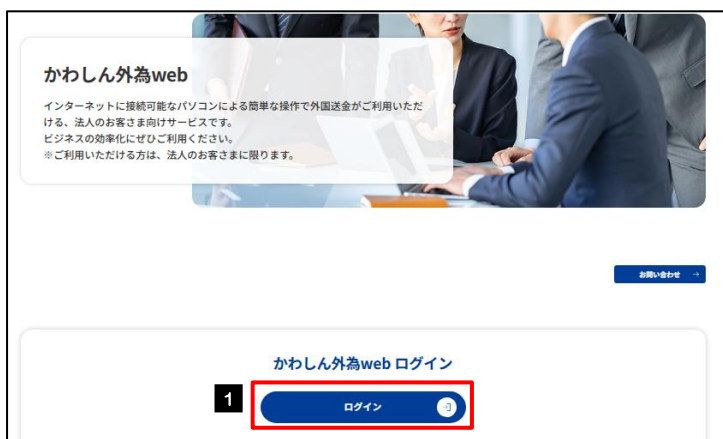 かわしん外為web
インターネットに接続可能なパソコンによる簡単な操作で外国送金がご利用いただ
ける、法人のお客さま向けサービスです。
ビジネスの効率化にぜひご利用ください。
※ご利用いただける方は、法人のお客さまに限ります。
お問い合わせ →
かわしん外為web ログイン
1
ログイン